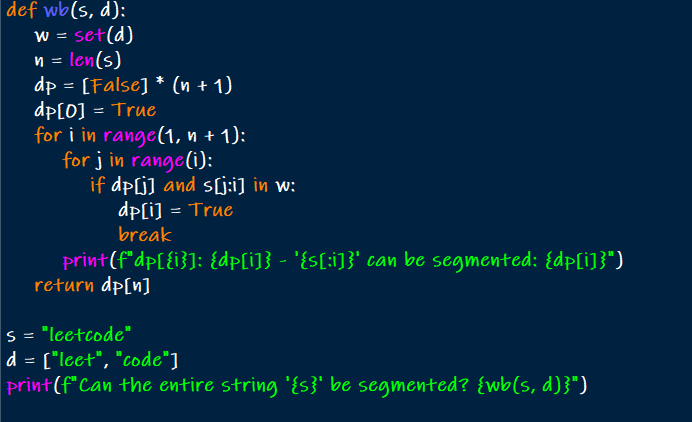 def wb(s, d):
    w = set(d)
    n = len(s)
    dp = [False] * (n + 1)
    dp[0] = True
    for i in range(1, n + 1):
        for j in range(i):
            if dp[j] and s[j:i] in w:
                dp[i] = True
                break
        print(f"dp[{i}]: {dp[i]} - '{s[:i]}' can be segmented: {dp[i]}")
    return dp[n]

s = "leetcode"
d = ["leet", "code"]
print(f"Can the entire string '{s}' be segmented? {wb(s, d)}")